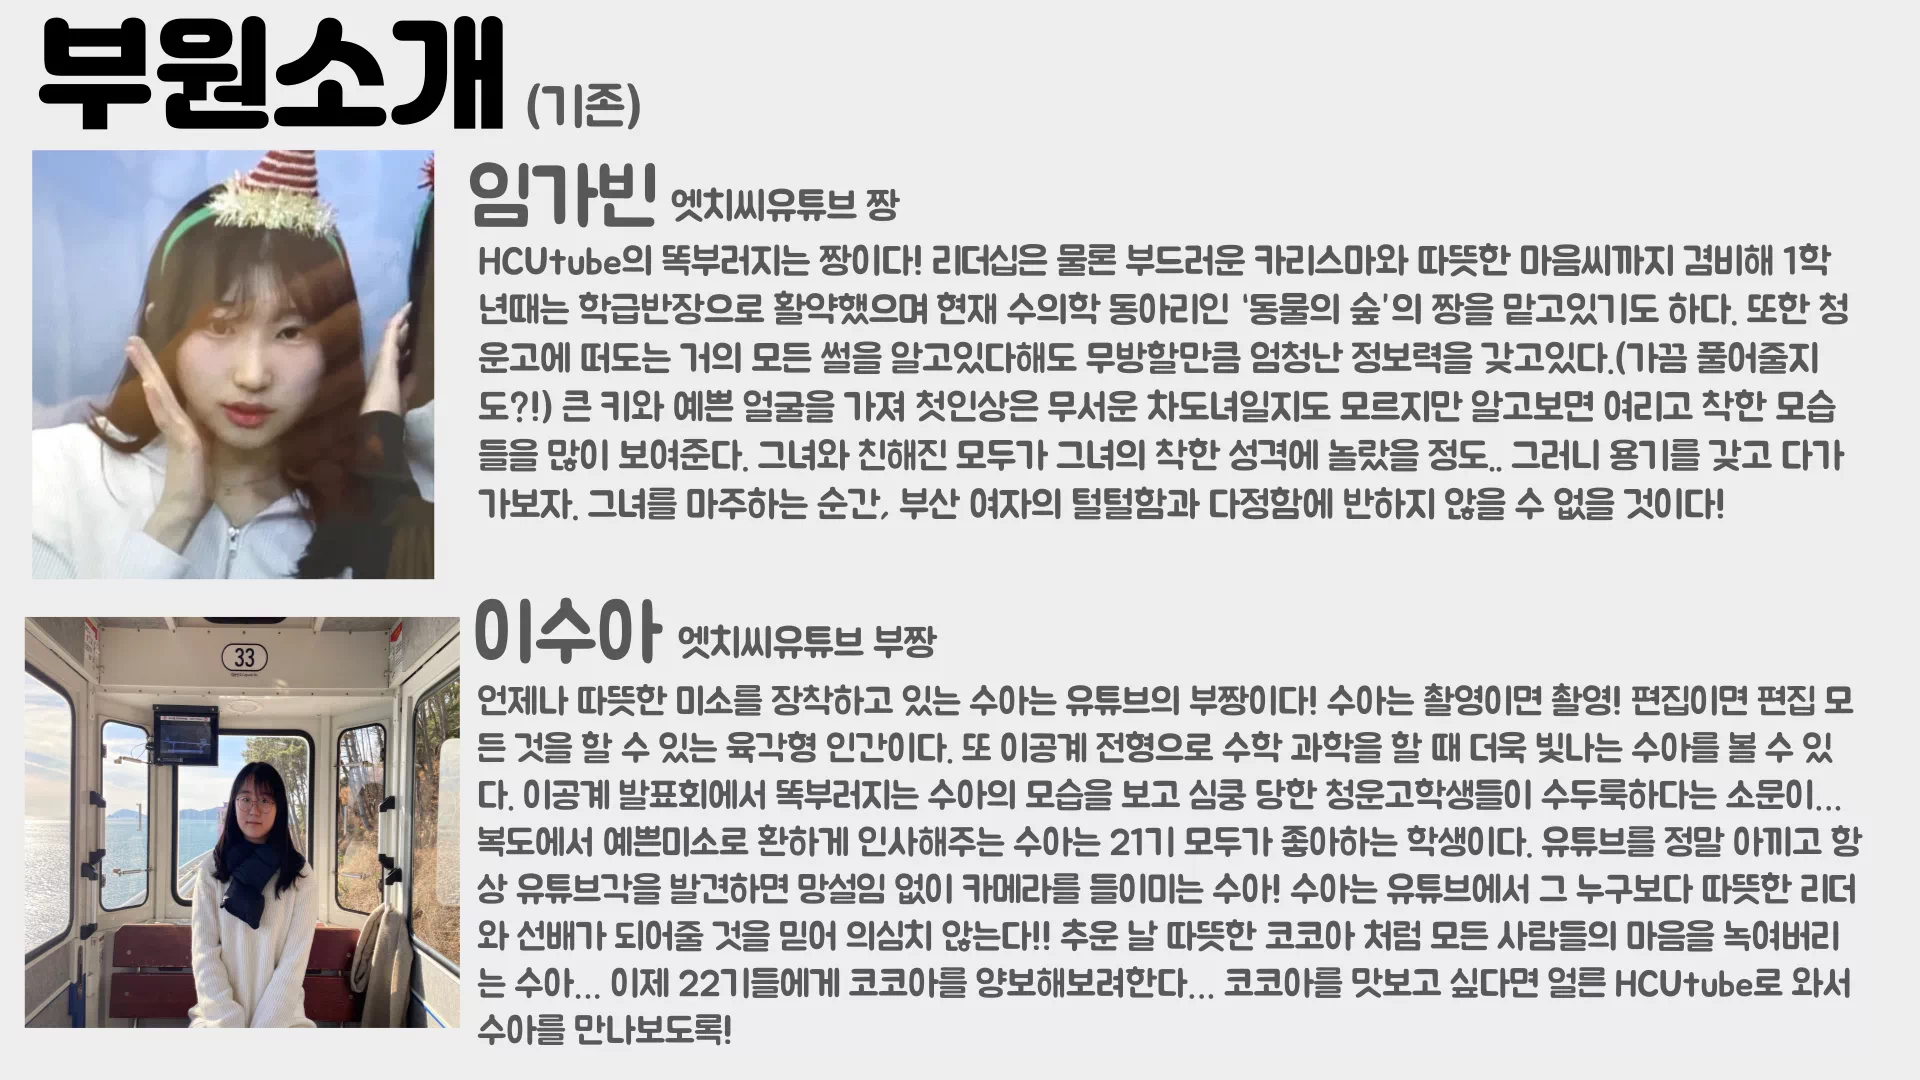 부원소개 (기존)
임가빈 엣치씨유튜브 짱
HCUtube의 똑부러지는 짱이다! 리더십은 물론 부드러운 카리스마와 따뜻한 마음씨까지 겸비해 1학
년때는 학급반장으로 활약했으며 현재 수의학 동아리인 '동물의 숲'의 짱을 맡고있기도 하다. 또한 청
운고에 떠도는 거의 모든 썰을 알고있다해도 무방할만큼 엄청난 정보력을 갖고있다.(가끔 풀어줄지
도?!) 큰 키와 예쁜 얼굴을 가져 첫인상은 무서운 차도녀일지도 모르지만 알고보면 여리고 착한 모습
들을 많이 보여준다. 그녀와 친해진 모두가 그녀의 착한 성격에 놀랐을 정도.. 그러니 용기를 갖고 다가
가보자. 그녀를 마주하는 순간, 부산 여자의 털털함과 다정함에 반하지 않을 수 없을 것이다!
33
이수아 엣치씨유튜브 부짱
언제나 따뜻한 미소를 장착하고 있는 수아는 유튜브의 부짱이다! 수아는 촬영이면 촬영! 편집이면 편집 모
든 것을 할 수 있는 육각형 인간이다. 또 이공계 전형으로 수학 과학을 할 때 더욱 빛나는 수아를 볼 수 있
다. 이공계 발표회에서 똑부러지는 수아의 모습을 보고 심쿵 당한 청운고학생들이 수두룩하다는 소문이...
복도에서 예쁜미소로 환하게 인사해주는 수아는 21기 모두가 좋아하는 학생이다. 유튜브를 정말 아끼고 항
상 유튜브각을 발견하면 망설임 없이 카메라를 들이미는 수아! 수아는 유튜브에서 그 누구보다 따뜻한 리더
와 선배가 되어줄 것을 믿어 의심치 않는다!! 추운 날 따뜻한 코코아 처럼 모든 사람들의 마음을 녹여버리
는 수아... 이제 22기들에게 코코아를 양보해보려한다... 코코아를 맛보고 싶다면 얼른 HCUtube로 와서
수아를 만나보도록!